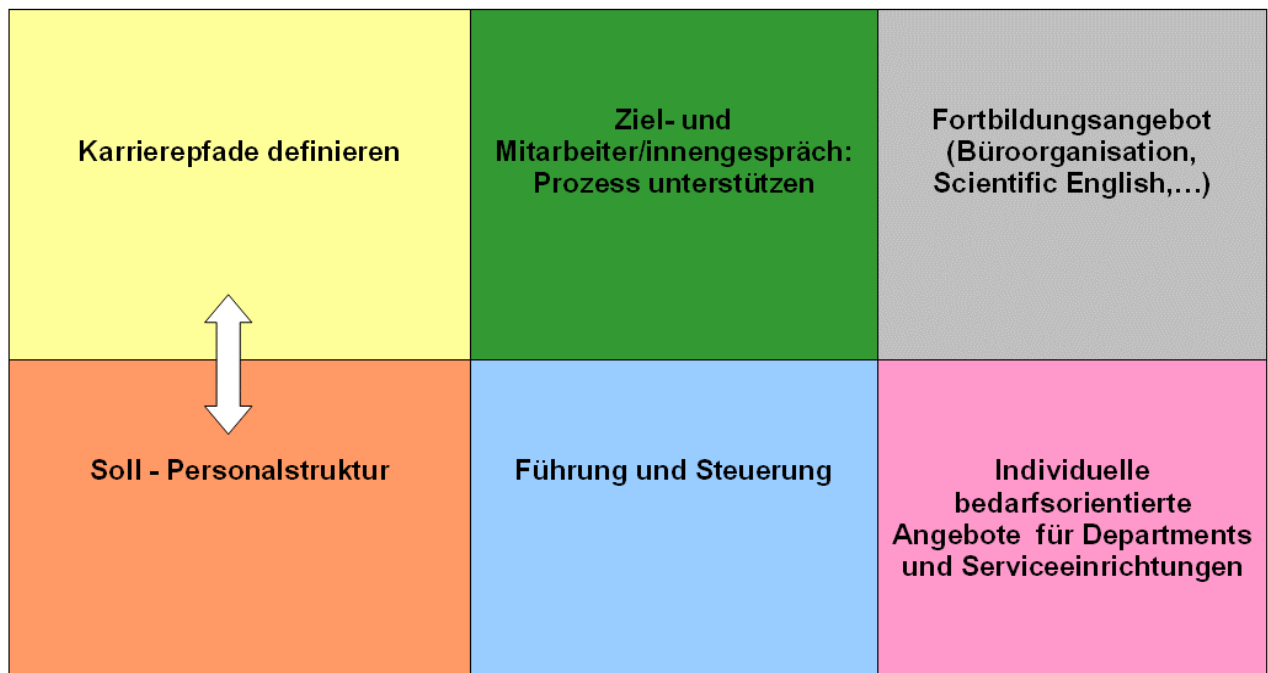 Karrierepfade definieren
Ziel- und
Mitarbeiter/innengespräch:
Prozess unterstützen
Fortbildungsangebot
(Büroorganisation,
Scientific English,...)
Soll - Personalstruktur
Führung und Steuerung
Individuelle
bedarfsorientierte
Angebote für Departments
und Serviceeinrichtungen